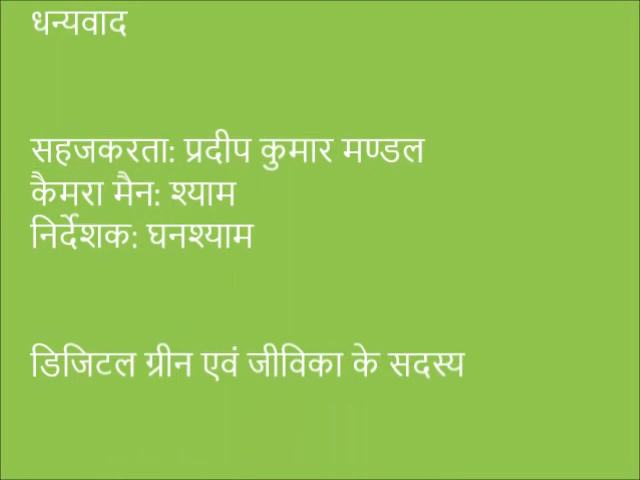 धन्यवाद
सहजकरता: प्रदीप कुमार मण्डल
कैमरा मैन: श्याम
निर्देशक: घनश्याम
डिजिटल ग्रीन एवं जीविका के सदस्य